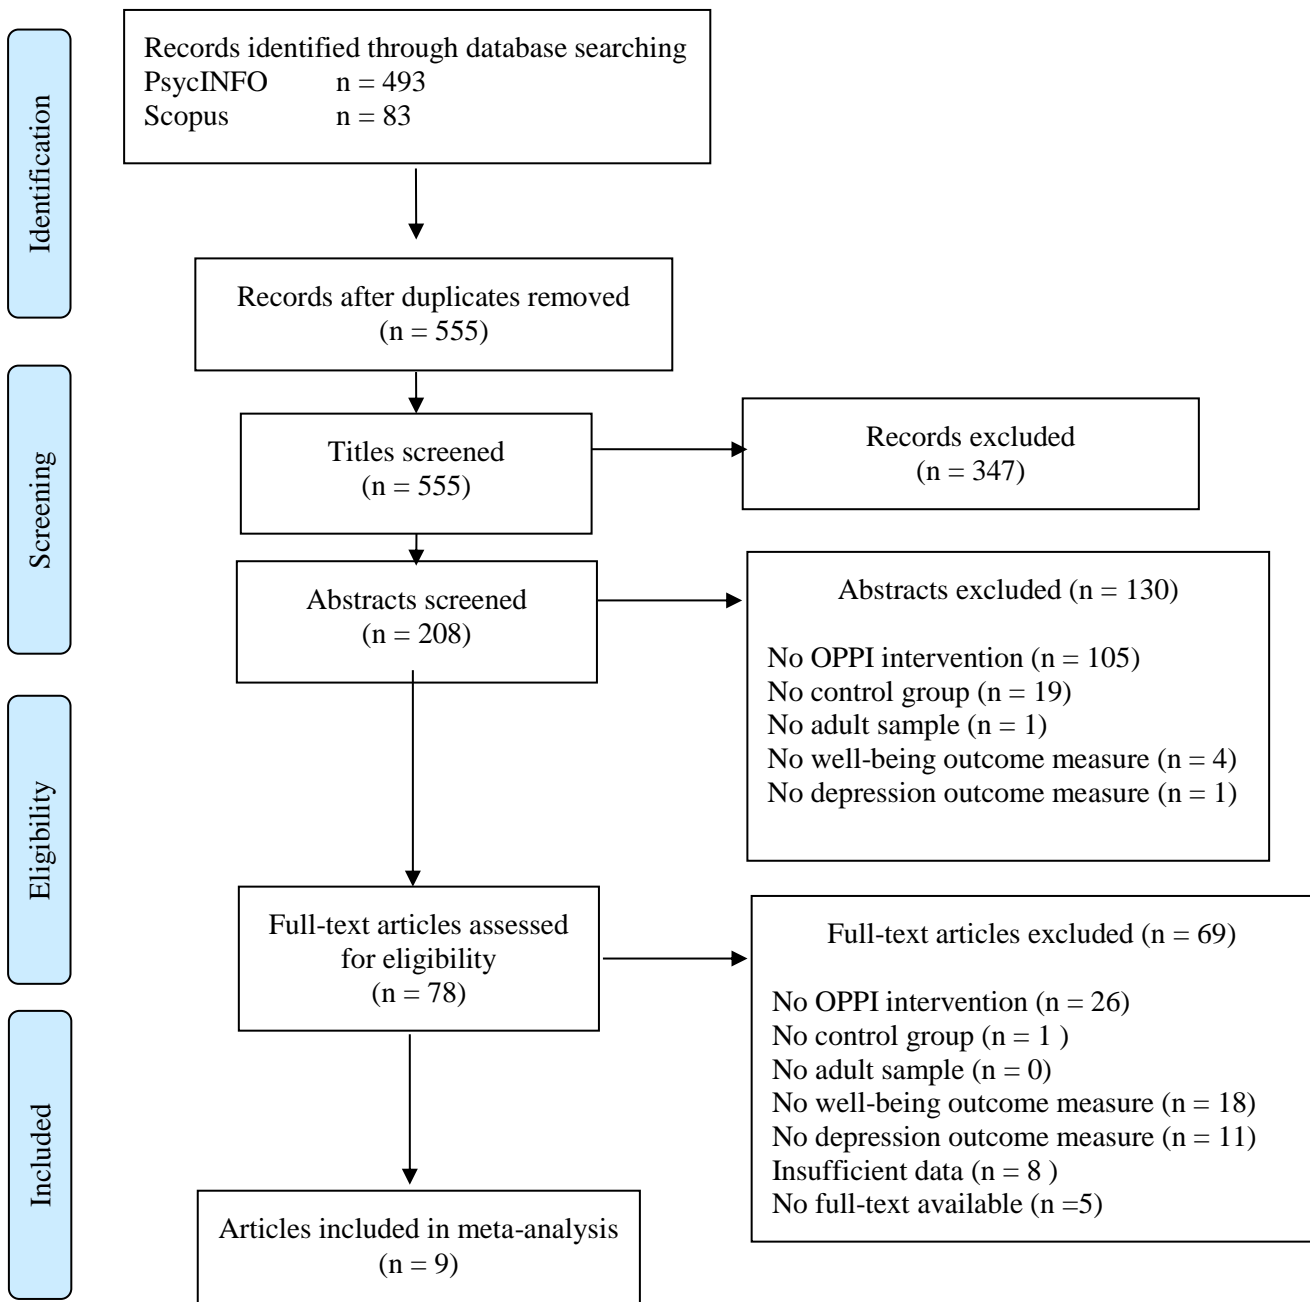 Identification
Records identified through database searching
PsycINFO n = 493
Scopus n = 83
Records after duplicates removed
(n = 555)
Screening
Titles screened
(n = 555)
Records excluded
(n = 347)
Abstracts screened
(n = 208)
Abstracts excluded (n = 130)
No OPPI intervention (n = 105)
No control group (n = 19)
No adult sample (n = 1)
No well-being outcome measure (n = 4)
No depression outcome measure (n = 1)
Eligibility
Full-text articles assessed
for eligibility
(n = 78)
Full-text articles excluded (n = 69)
No OPPI intervention (n = 26)
No control group (n = 1 )
No adult sample (n = 0)
No well-being outcome measure (n = 18)
No depression outcome measure (n = 11)
Insufficient data (n = 8 )
No full-text available (n =5)
Included
Articles included in meta-analysis
(n = 9)